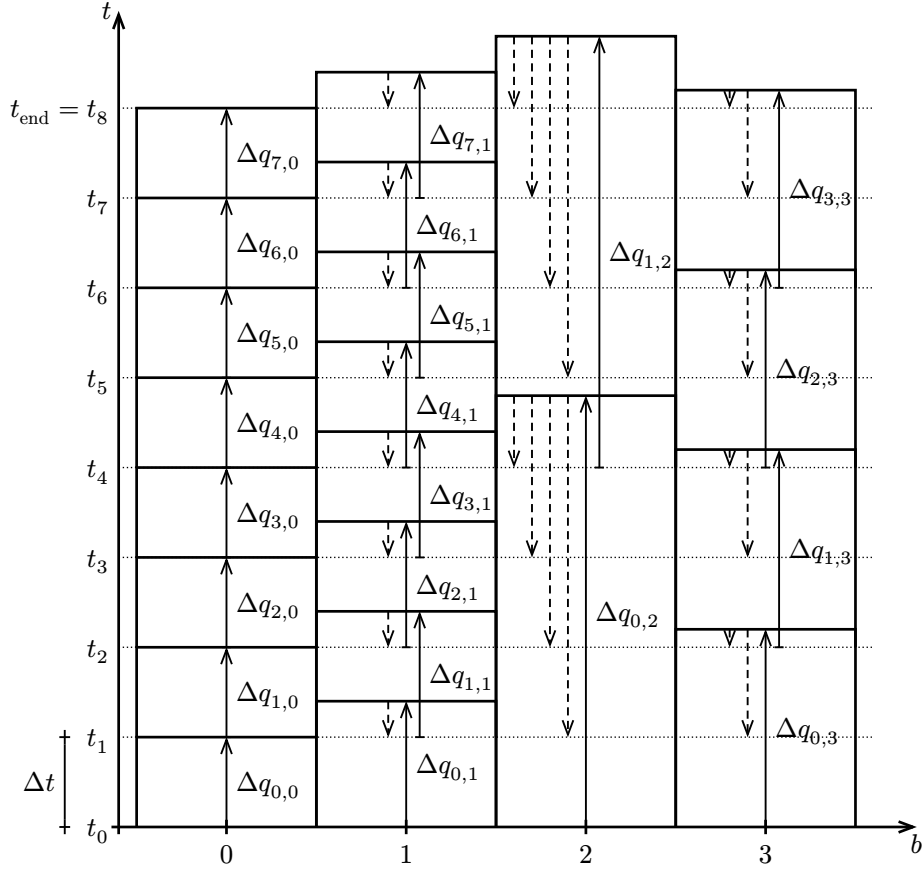 t
t_end = t_8
Δq_{7,0}
Δq_{7,1}
t_7
Δq_{3,3}
Δq_{6,0}
Δq_{6,1}
Δq_{1,2}
t_6
Δq_{5,0}
Δq_{5,1}
t_5
Δq_{2,3}
Δq_{4,0}
Δq_{4,1}
t_4
Δq_{3,0}
Δq_{3,1}
t_3
Δq_{1,3}
Δq_{2,0}
Δq_{2,1}
Δq_{0,2}
t_2
Δq_{1,0}
Δq_{1,1}
t_1
Δq_{0,3}
Δt
Δq_{0,0}
Δq_{0,1}
t_0
0 1 2 3 b